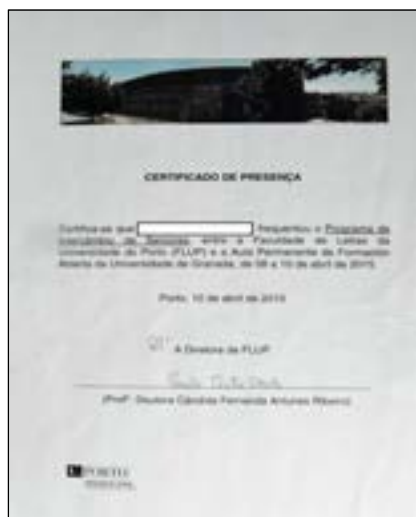 CERTIFICADO DE PRESENÇA
Certifica-se que frequentou o Programa de
Intercâmbio de Seniores, entre a Faculdade de Letras da
Universidade do Porto (FLUP) e a Aula Permanente de Formación
Abierta da Universidade de Granada, de 08 a 10 de abril de 2015.
Porto, 10 de abril de 2015
A Diretora da FLUP
(Profª. Doutora Cândida Fernanda Antunes Ribeiro)
U.PORTO